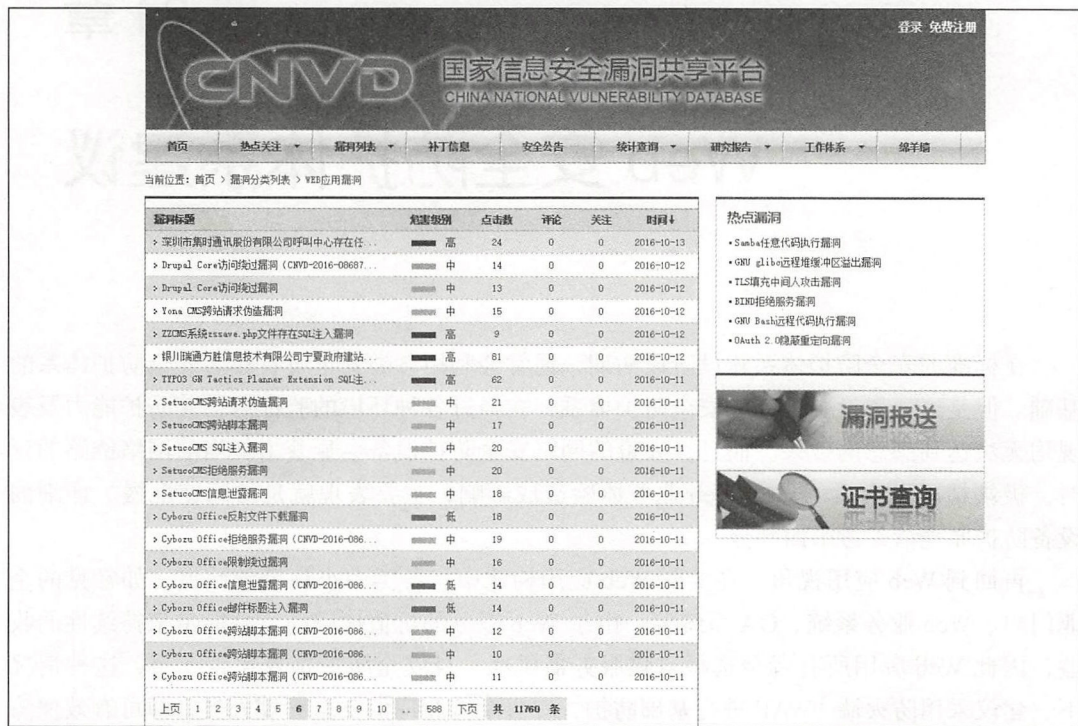 登录 免费注册
CNVD 国家信息安全漏洞共享平台
CHINA NATIONAL VULNERABILITY DATABASE
首页 热点关注 漏洞列表 补丁信息 安全公告 统计查询 研究报告 工作体系 绵羊墙
当前位置: 首页 > 漏洞分类列表 > WEB应用漏洞
漏洞标题 危害级别 点击数 评论 关注 时间↓
> 深圳市集时通讯股份有限公司呼叫中心存在任... 高 24 0 0 2016-10-13
> Drupal Core访问绕过漏洞 (CNVD-2016-08687... 中 14 0 0 2016-10-12
> Drupal Core访问绕过漏洞 中 13 0 0 2016-10-12
> Yona CMS跨站请求伪造漏洞 中 15 0 0 2016-10-12
> ZZCMS系统zssave.php文件存在SQL注入漏洞 高 9 0 0 2016-10-12
> 银川瑞通方胜信息技术有限公司宁夏政府建站... 高 81 0 0 2016-10-12
> TYPO3 GN Tactics Planner Extension SQL注... 高 62 0 0 2016-10-11
> SetucoCMS跨站请求伪造漏洞 中 21 0 0 2016-10-11
> SetucoCMS跨站脚本漏洞 中 17 0 0 2016-10-11
> SetucoCMS SQL注入漏洞 中 20 0 0 2016-10-11
> SetucoCMS拒绝服务漏洞 中 20 0 0 2016-10-11
> SetucoCMS信息泄露漏洞 中 18 0 0 2016-10-11
> Cybozu Office反射文件下载漏洞 低 18 0 0 2016-10-11
> Cybozu Office拒绝服务漏洞 (CNVD-2016-086... 中 19 0 0 2016-10-11
> Cybozu Office限制绕过漏洞 中 16 0 0 2016-10-11
> Cybozu Office信息泄露漏洞 (CNVD-2016-086... 低 14 0 0 2016-10-11
> Cybozu Office邮件标题注入漏洞 低 14 0 0 2016-10-11
> Cybozu Office跨站脚本漏洞 (CNVD-2016-086... 中 12 0 0 2016-10-11
> Cybozu Office跨站脚本漏洞 (CNVD-2016-086... 中 10 0 0 2016-10-11
> Cybozu Office跨站脚本漏洞 (CNVD-2016-086... 中 11 0 0 2016-10-11
上页 1 2 3 4 5 6 7 8 9 10 .. 588 下页 共 11760 条
热点漏洞
▪ Samba任意代码执行漏洞
▪ GNU glibc远程堆缓冲区溢出漏洞
▪ TLS填充中间人攻击漏洞
▪ BIND拒绝服务漏洞
▪ GNU Bash远程代码执行漏洞
▪ OAuth 2.0隐蔽重定向漏洞
漏洞报送
证书查询